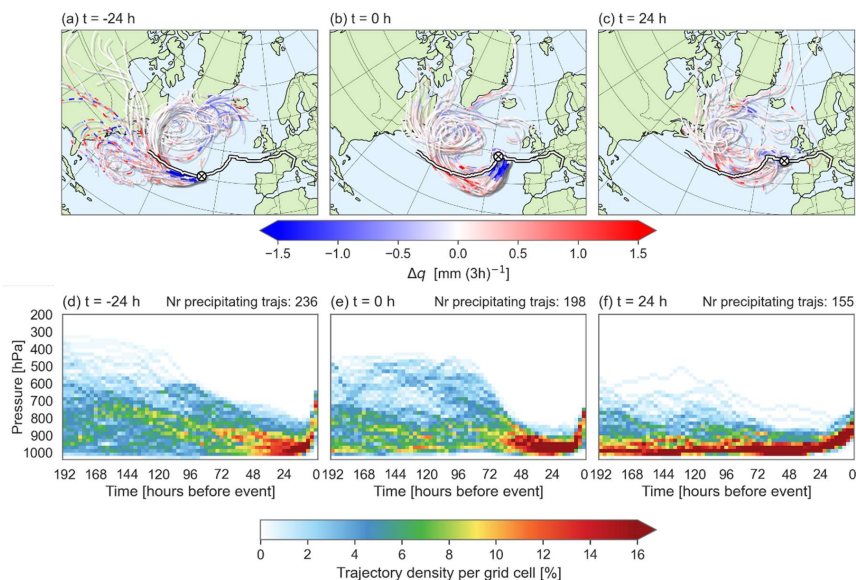 (a) t = -24 h (b) t = 0 h (c) t = 24 h
−1.5 −1.0 −0.5 0.0 0.5 1.0 1.5
Δq [mm (3h)⁻¹]
(d) t = -24 h Nr precipitating trajs: 236 (e) t = 0 h Nr precipitating trajs: 198 (f) t = 24 h Nr precipitating trajs: 155
Pressure [hPa]
200
300
400
500
600
700
800
900
1000
192 168 144 120 96 72 48 24 0 192 168 144 120 96 72 48 24 0 192 168 144 120 96 72 48 24 0
Time [hours before event] Time [hours before event] Time [hours before event]
0 2 4 6 8 10 12 14 16
Trajectory density per grid cell [%]